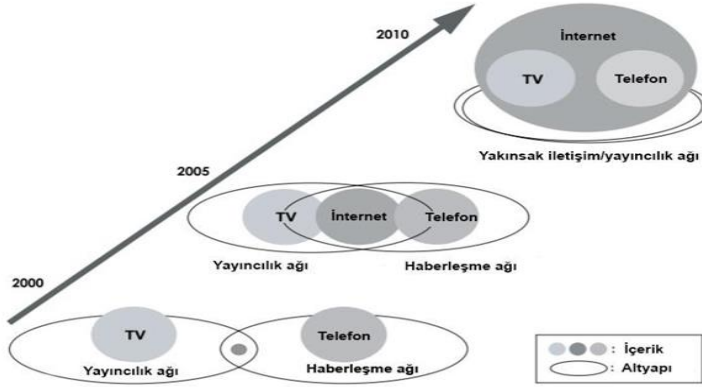 2010
İnternet
TV
Telefon
Yakınsak iletişim/yayıncılık ağı
2005
TV
İnternet
Telefon
Yayıncılık ağı
Haberleşme ağı
2000
TV
Telefon
Yayıncılık ağı
Haberleşme ağı
: İçerik
: Altyapı